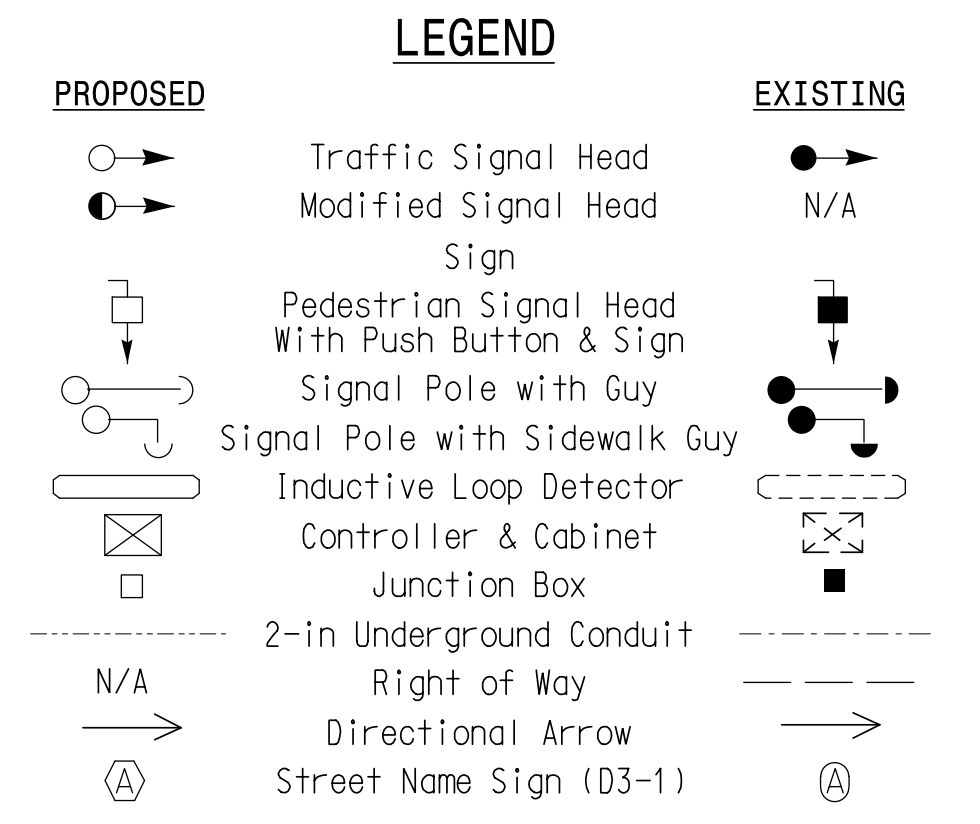 LEGEND
PROPOSED EXISTING
Traffic Signal Head
Modified Signal Head N/A
Sign
Pedestrian Signal Head
With Push Button & Sign
Signal Pole with Guy
Signal Pole with Sidewalk Guy
Inductive Loop Detector
Controller & Cabinet
Junction Box
2-in Underground Conduit
N/A Right of Way
Directional Arrow
A Street Name Sign (D3-1) A